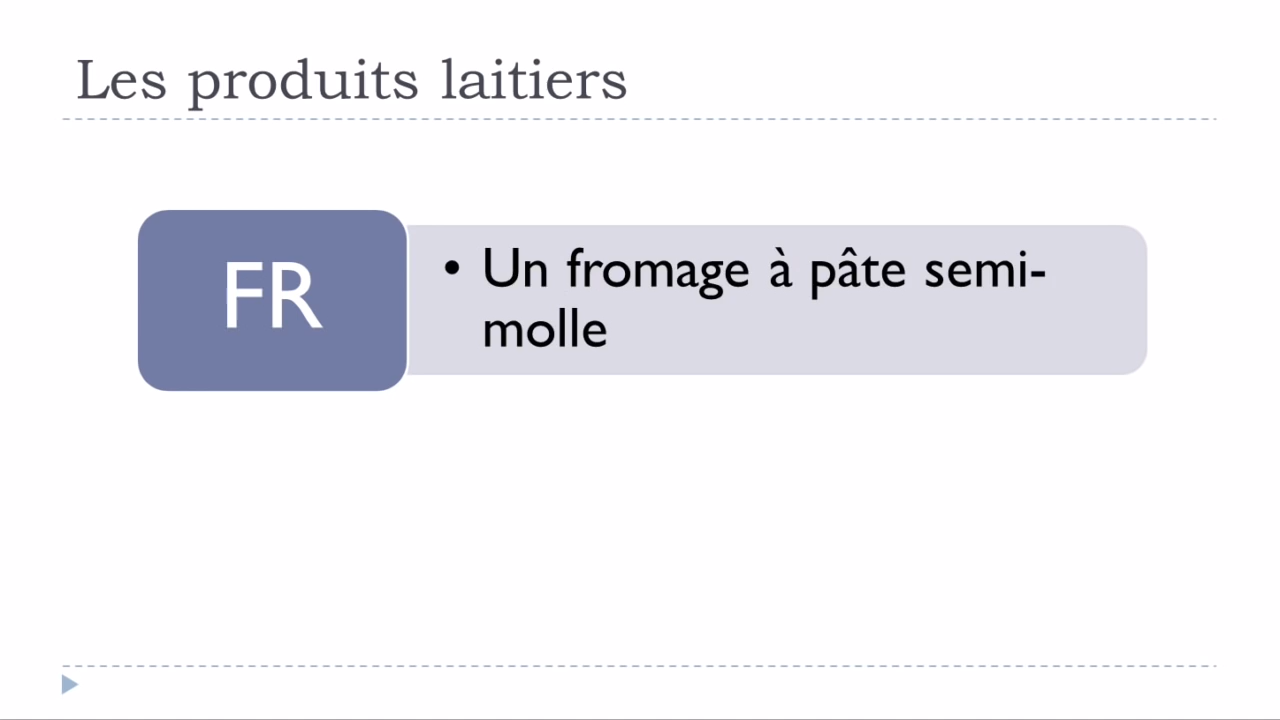 Les produits laitiers
FR
• Un fromage à pâte semi-
molle